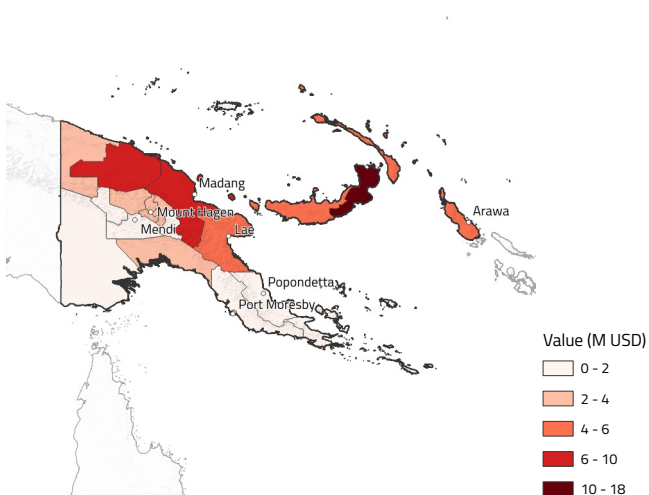 Madang
Mount Hagen
Mendi
Lae
Arawa
Popondetta
Port Moresby
Value (M USD)
0 - 2
2 - 4
4 - 6
6 - 10
10 - 18